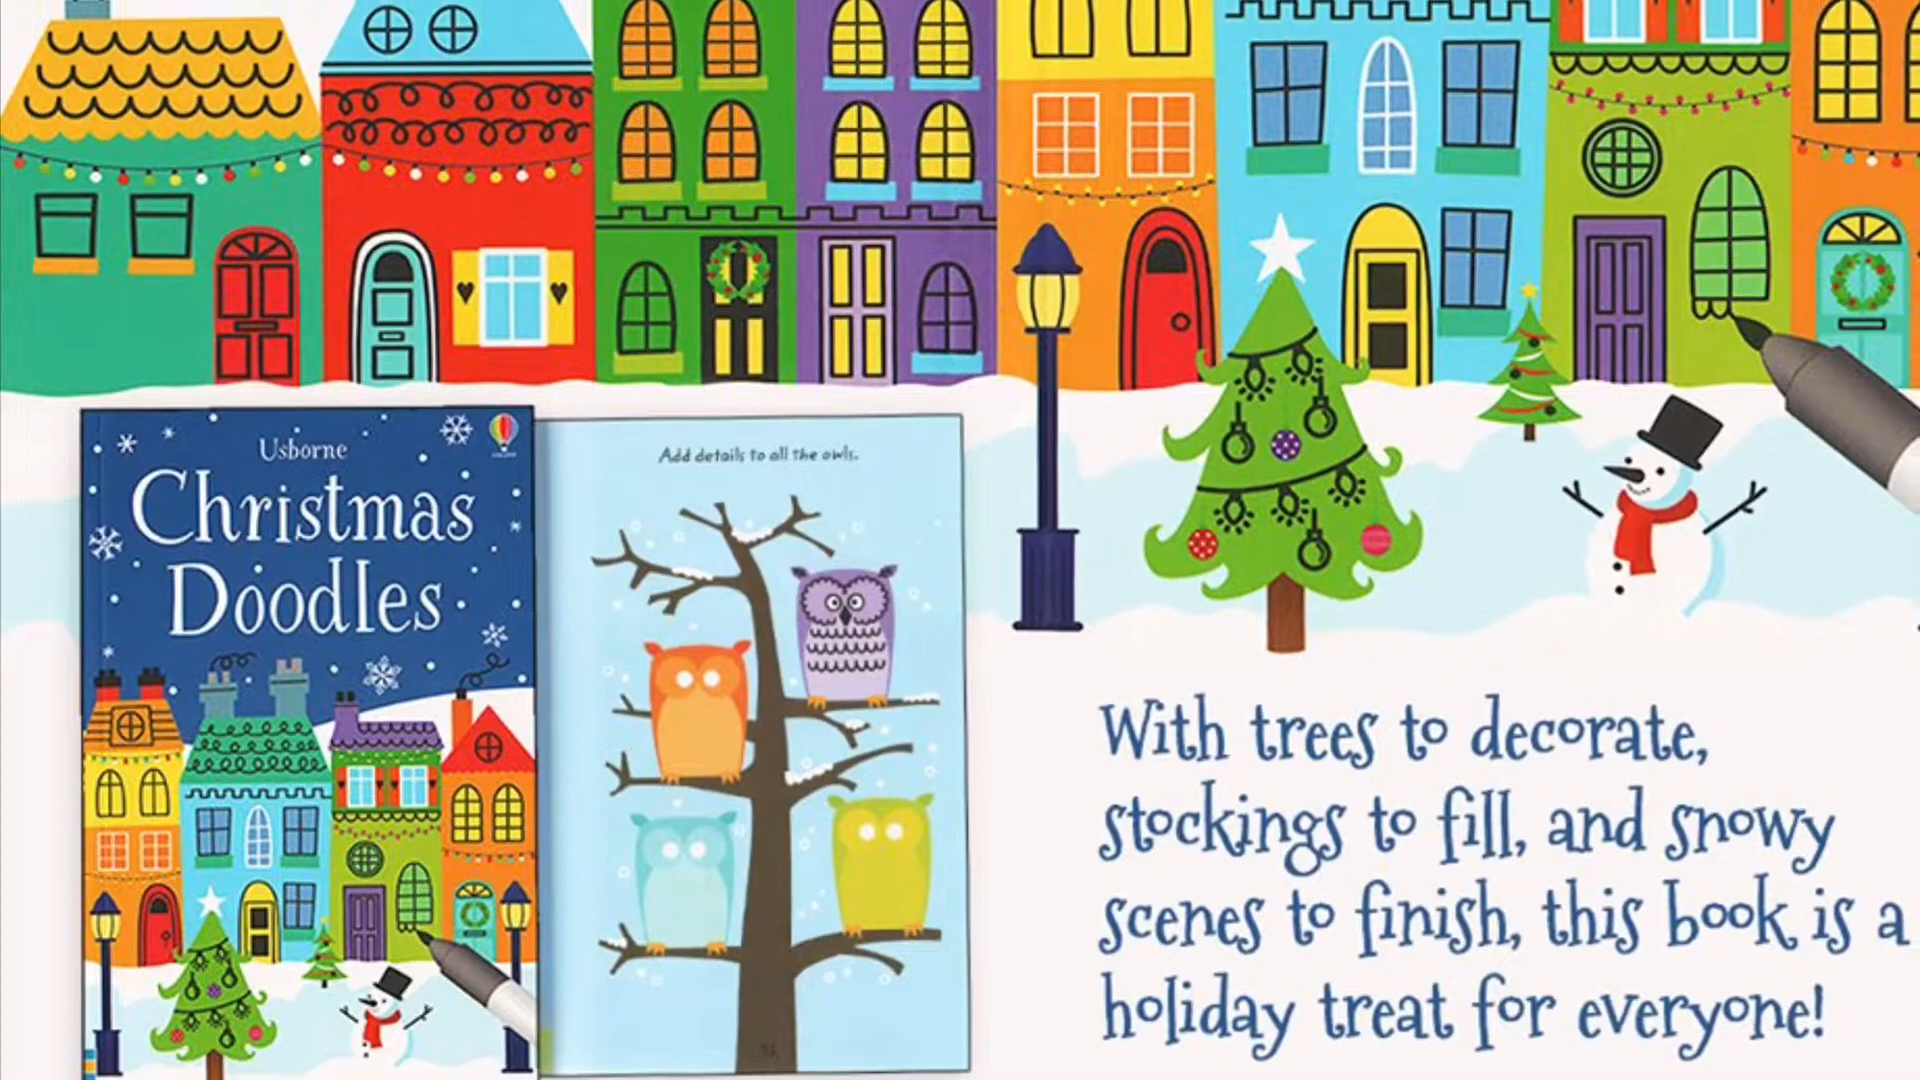 Usborne
Christmas
Doodles
Add details to all the owls.
With trees to decorate,
stockings to fill, and snowy
scenes to finish, this book is a
holiday treat for everyone!